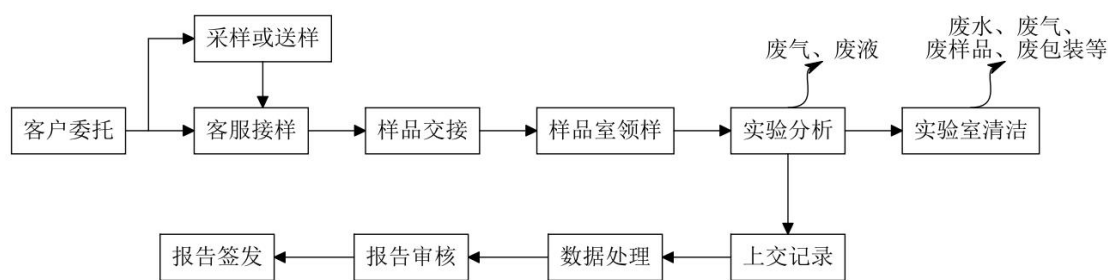 采样或送样
废气、废液
废水、废气、
废样品、废包装等
客户委托
客服接样
样品交接
样品室领样
实验分析
实验室清洁
报告签发
报告审核
数据处理
上交记录